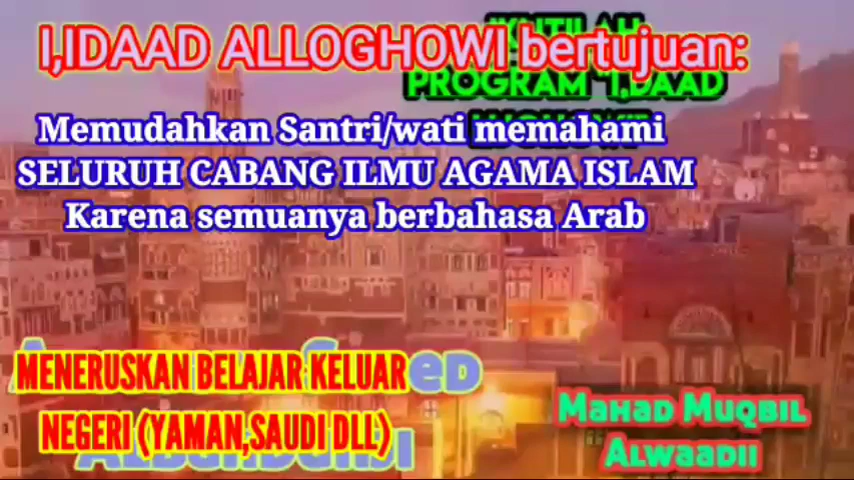 I,IDAAD ALLOGHOWI bertujuan:
PROGRAM "I,DAAD
Memudahkan Santri/wati memahami
SELURUH CABANG ILMU AGAMA ISLAM
Karena semuanya berbahasa Arab
MENERUSKAN BELAJAR KELUAR
NEGERI (YAMAN,SAUDI DLL)
Mahad Muqbil
Alwaadii